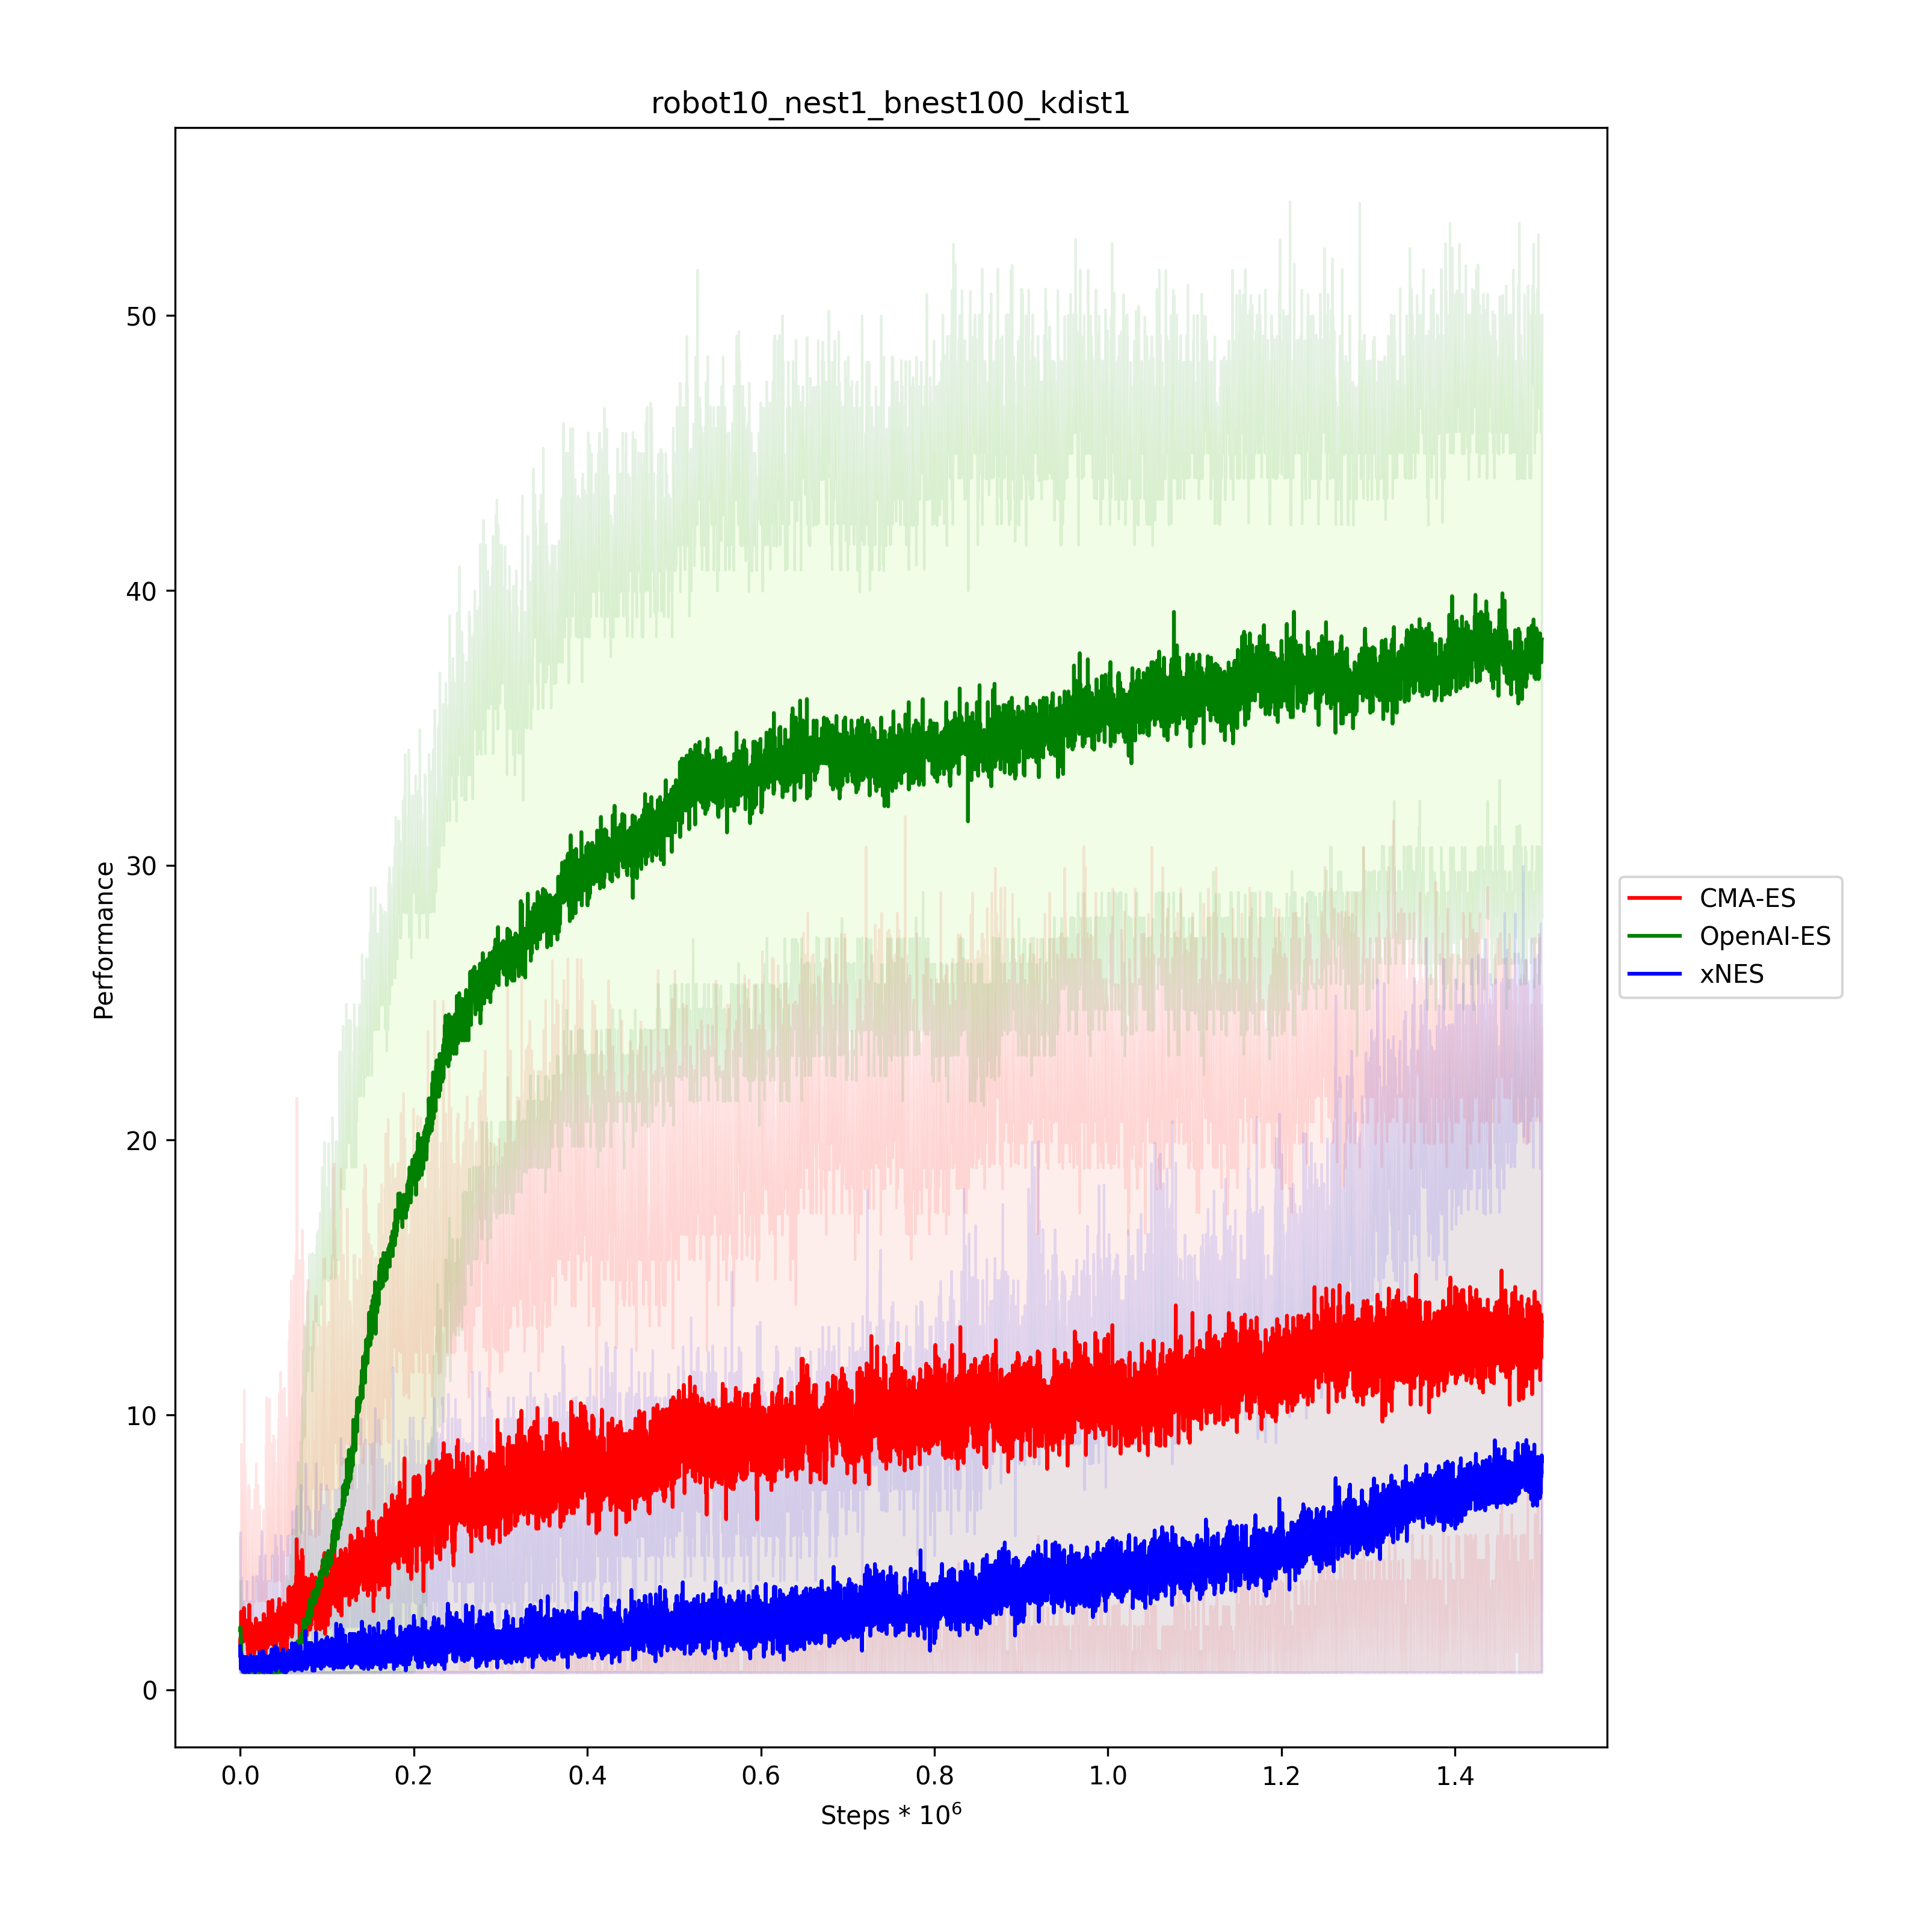 robot10_nest1_bnest100_kdist1
Performance
50
40
30
20
10
0
0.0 0.2 0.4 0.6 0.8 1.0 1.2 1.4
Steps * 10⁶
CMA-ES
OpenAI-ES
xNES